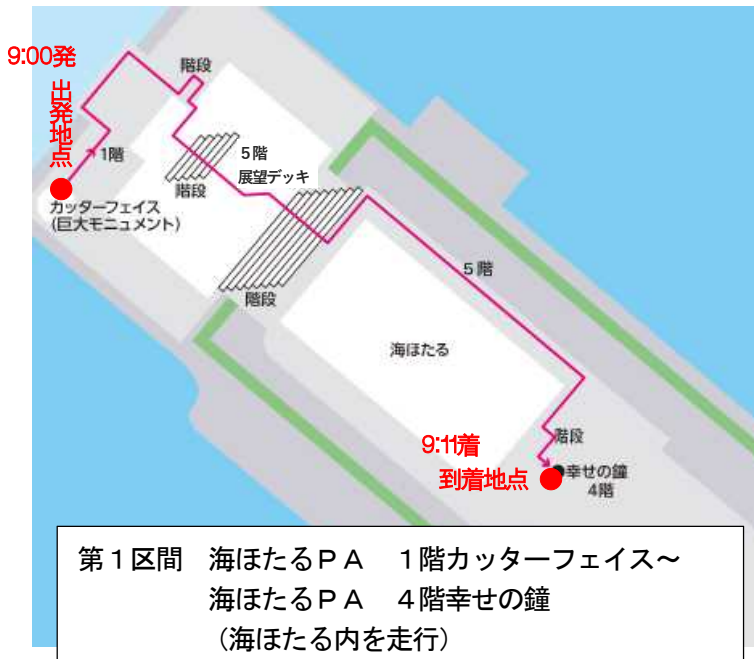 9:00発
出発地点
階段
1階
5階
展望デッキ
階段
カッターフェイス
(巨大モニュメント)
階段
5階
海ほたる
9:11着
到着地点
階段
幸せの鐘
4階
第1区間　海ほたるPA　1階カッターフェイス～
海ほたるPA　4階幸せの鐘
(海ほたる内を走行)